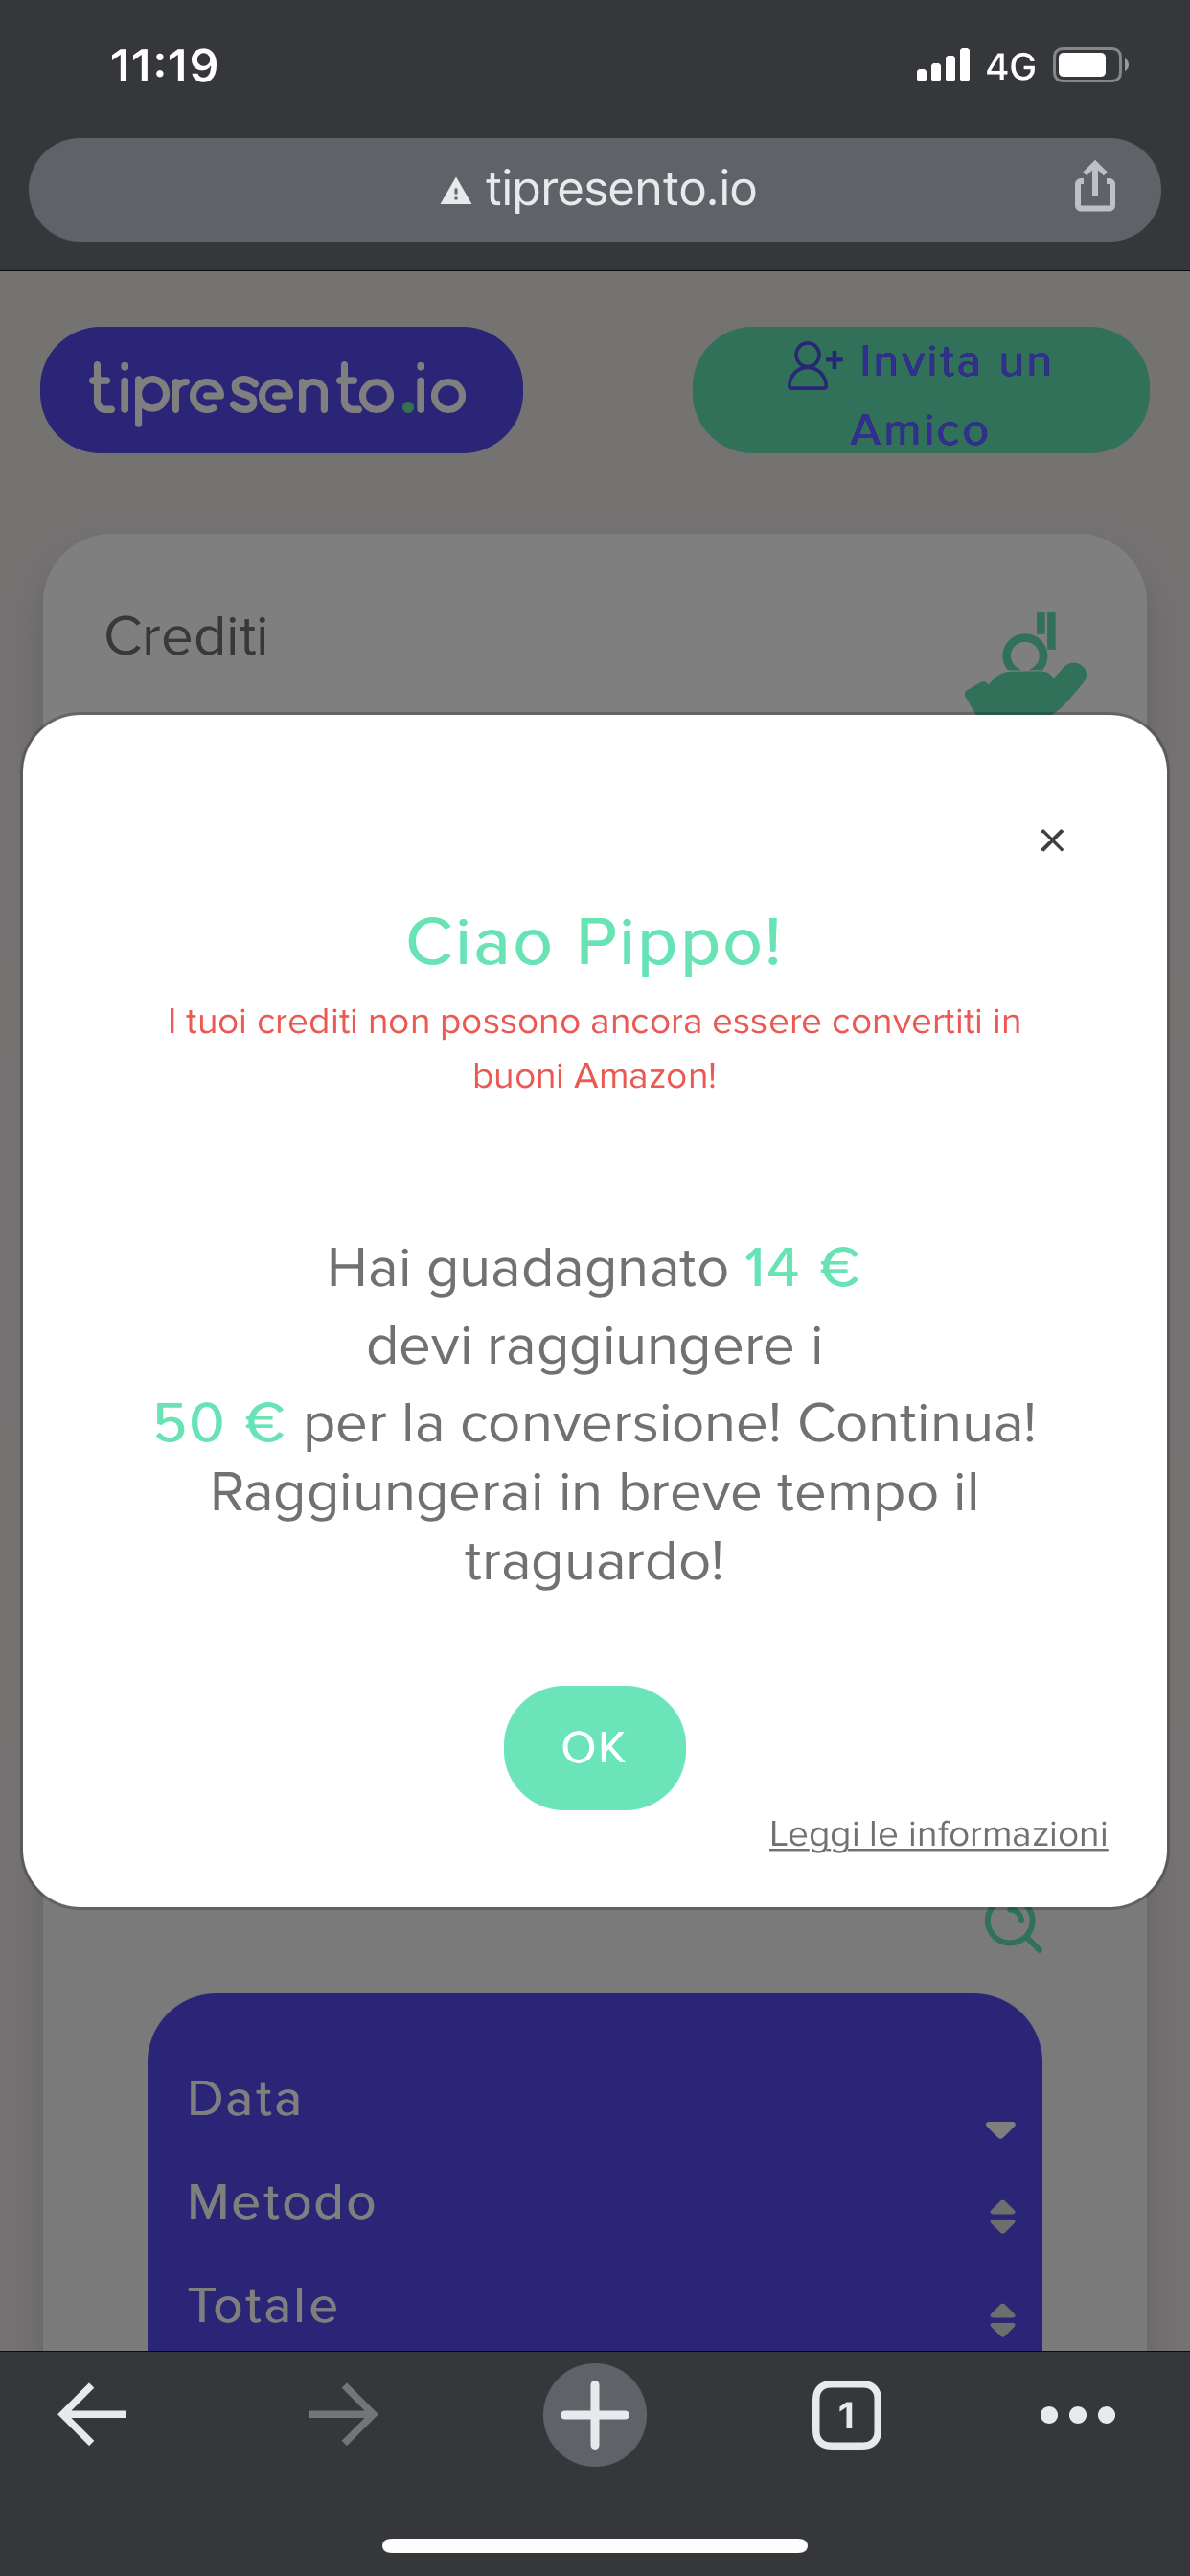 11:19
4G
tipresento.io
tipresento.io
Invita un
Amico
Crediti
×
Ciao Pippo!
I tuoi crediti non possono ancora essere convertiti in
buoni Amazon!
Hai guadagnato 14 €
devi raggiungere i
50 € per la conversione! Continua!
Raggiungerai in breve tempo il
traguardo!
OK
Leggi le informazioni
Data
Metodo
Totale
1